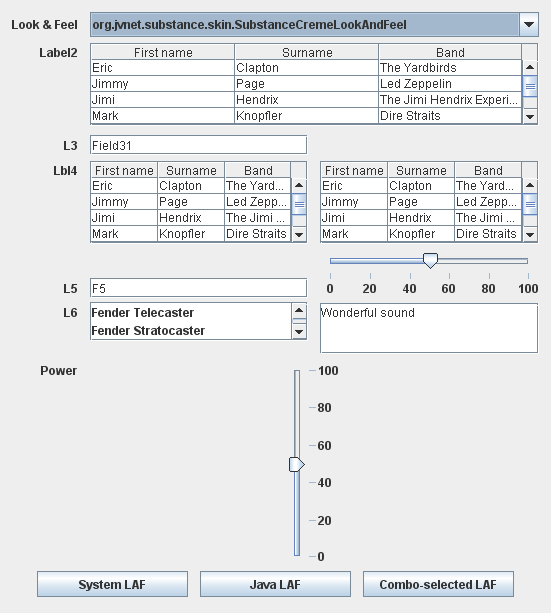 Look & Feel org.jvnet.substance.skin.SubstanceCremeLookAndFeel
Label2 First name Surname Band
Eric Clapton The Yardbirds
Jimmy Page Led Zeppelin
Jimi Hendrix The Jimi Hendrix Experi...
Mark Knopfler Dire Straits
L3 Field31
Lbl4 First name Surname Band First name Surname Band
Eric Clapton The Yard... Eric Clapton The Yard...
Jimmy Page Led Zepp... Jimmy Page Led Zepp...
Jimi Hendrix The Jimi ... Jimi Hendrix The Jimi ...
Mark Knopfler Dire Straits Mark Knopfler Dire Straits
L5 F5 0 20 40 60 80 100
L6 Fender Telecaster Wonderful sound
Fender Stratocaster
Power 100
80
60
40
20
0
System LAF Java LAF Combo-selected LAF